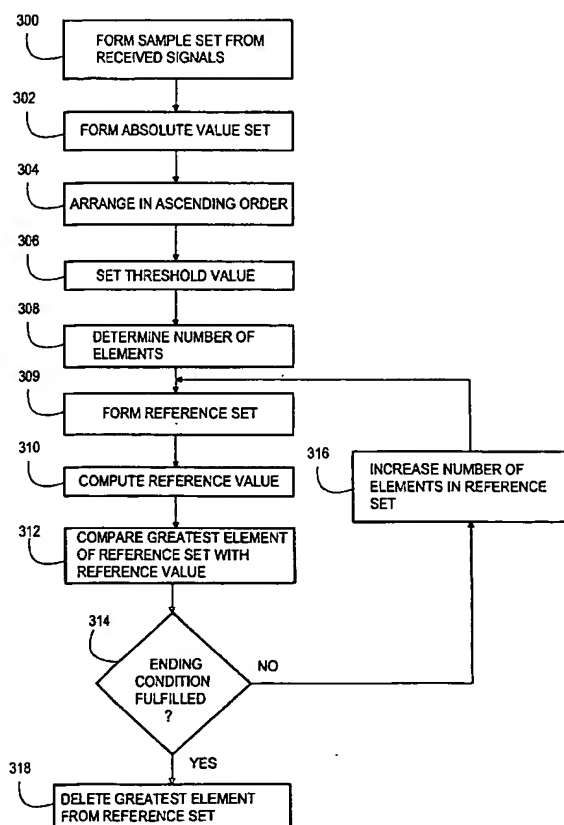 300
FORM SAMPLE SET FROM
RECEIVED SIGNALS
302
FORM ABSOLUTE VALUE SET
304
ARRANGE IN ASCENDING ORDER
306
SET THRESHOLD VALUE
308
DETERMINE NUMBER OF
ELEMENTS
309
FORM REFERENCE SET
310
COMPUTE REFERENCE VALUE
316
INCREASE NUMBER OF
ELEMENTS IN REFERENCE
SET
312
COMPARE GREATEST ELEMENT
OF REFERENCE SET WITH
REFERENCE VALUE
314
ENDING
CONDITION
FULFILLED
?
NO
YES
318
DELETE GREATEST ELEMENT
FROM REFERENCE SET